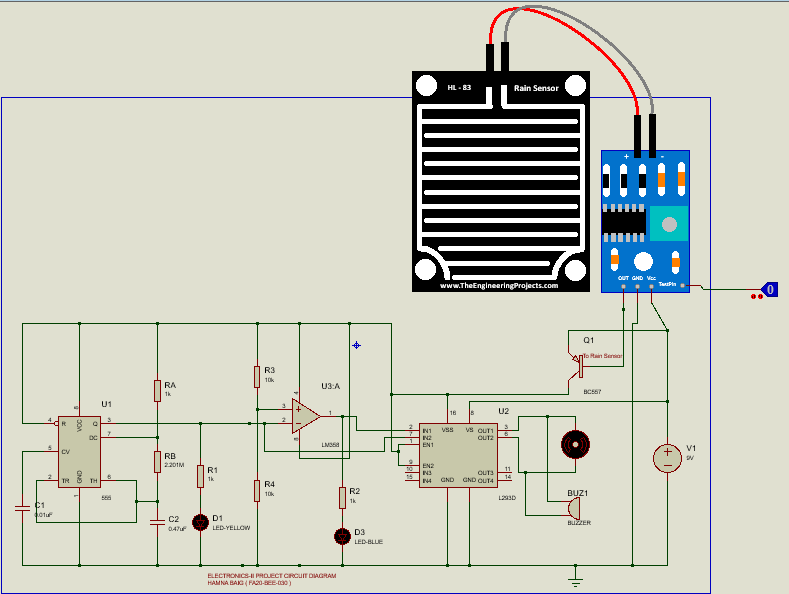 HL - 83
Rain Sensor
www.TheEngineeringProjects.com
+ -
OUT GND Vcc
TestPin
0
Q1
To Rain Sensor
BC557
U1
4
8
3
R
VCC
Q
DC
7
5
CV
GND
2
TR
TH
6
1
555
RA
1k
RB
2.201M
C1
0.01uF
C2
0.47uF
R1
1k
D1
LED-YELLOW
R3
10k
R4
10k
U3:A
3
2
1
4
8
LM358
R2
1k
D3
LED-BLUE
U2
16
8
2
7
1
9
10
15
IN1
IN2
EN1
EN2
IN3
IN4
VSS
VS
OUT1
OUT2
OUT3
OUT4
GND
GND
3
6
11
14
L293D
BUZ1
BUZZER
V1
9V
ELECTRONICS-II PROJECT CIRCUIT DIAGRAM
HAMNA BAIG ( FA20-BEE-030 )